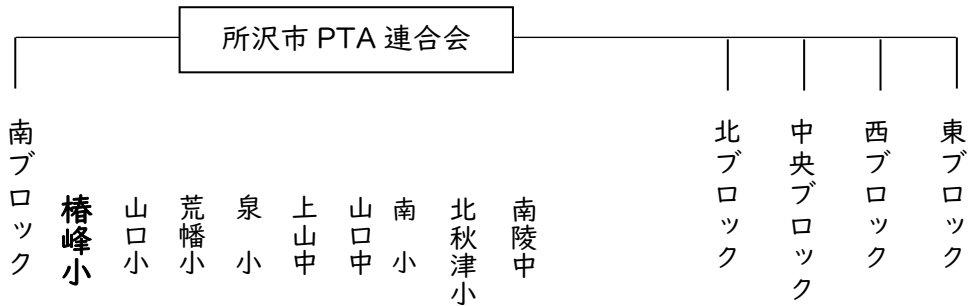 所沢市 PTA 連合会
南ブロック
椿峰小
山口小
荒幡小
泉 小
上山中
山口中
南 小
北秋津小
南陵中
北ブロック
中央ブロック
西ブロック
東ブロック